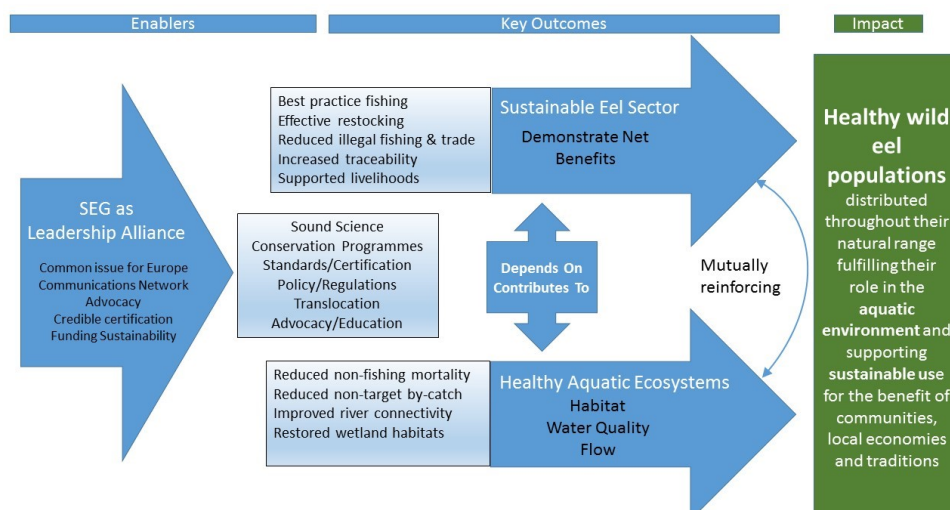 Enablers
Key Outcomes
Impact
SEG as
Leadership Alliance
Common issue for Europe
Communications Network
Advocacy
Credible certification
Funding Sustainability
Best practice fishing
Effective restocking
Reduced illegal fishing & trade
Increased traceability
Supported livelihoods
Sustainable Eel Sector
Demonstrate Net
Benefits
Sound Science
Conservation Programmes
Standards/Certification
Policy/Regulations
Translocation
Advocacy/Education
Depends On
Contributes To
Mutually
reinforcing
Reduced non-fishing mortality
Reduced non-target by-catch
Improved river connectivity
Restored wetland habitats
Healthy Aquatic Ecosystems
Habitat
Water Quality
Flow
Healthy wild
eel
populations
distributed
throughout their
natural range
fulfilling their
role in the
aquatic
environment and
supporting
sustainable use
for the benefit of
communities,
local economies
and traditions